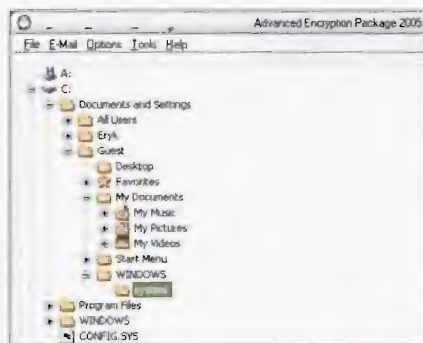 Advanced Encryption Package 2005
File E-Mail Options Tools Help
A:
C:
Documents and Settings
All Users
Eryk
Guest
Desktop
Favorites
My Documents
My Music
My Pictures
My Videos
Start Menu
WINDOWS
system
Program Files
WINDOWS
CONFIG.SYS